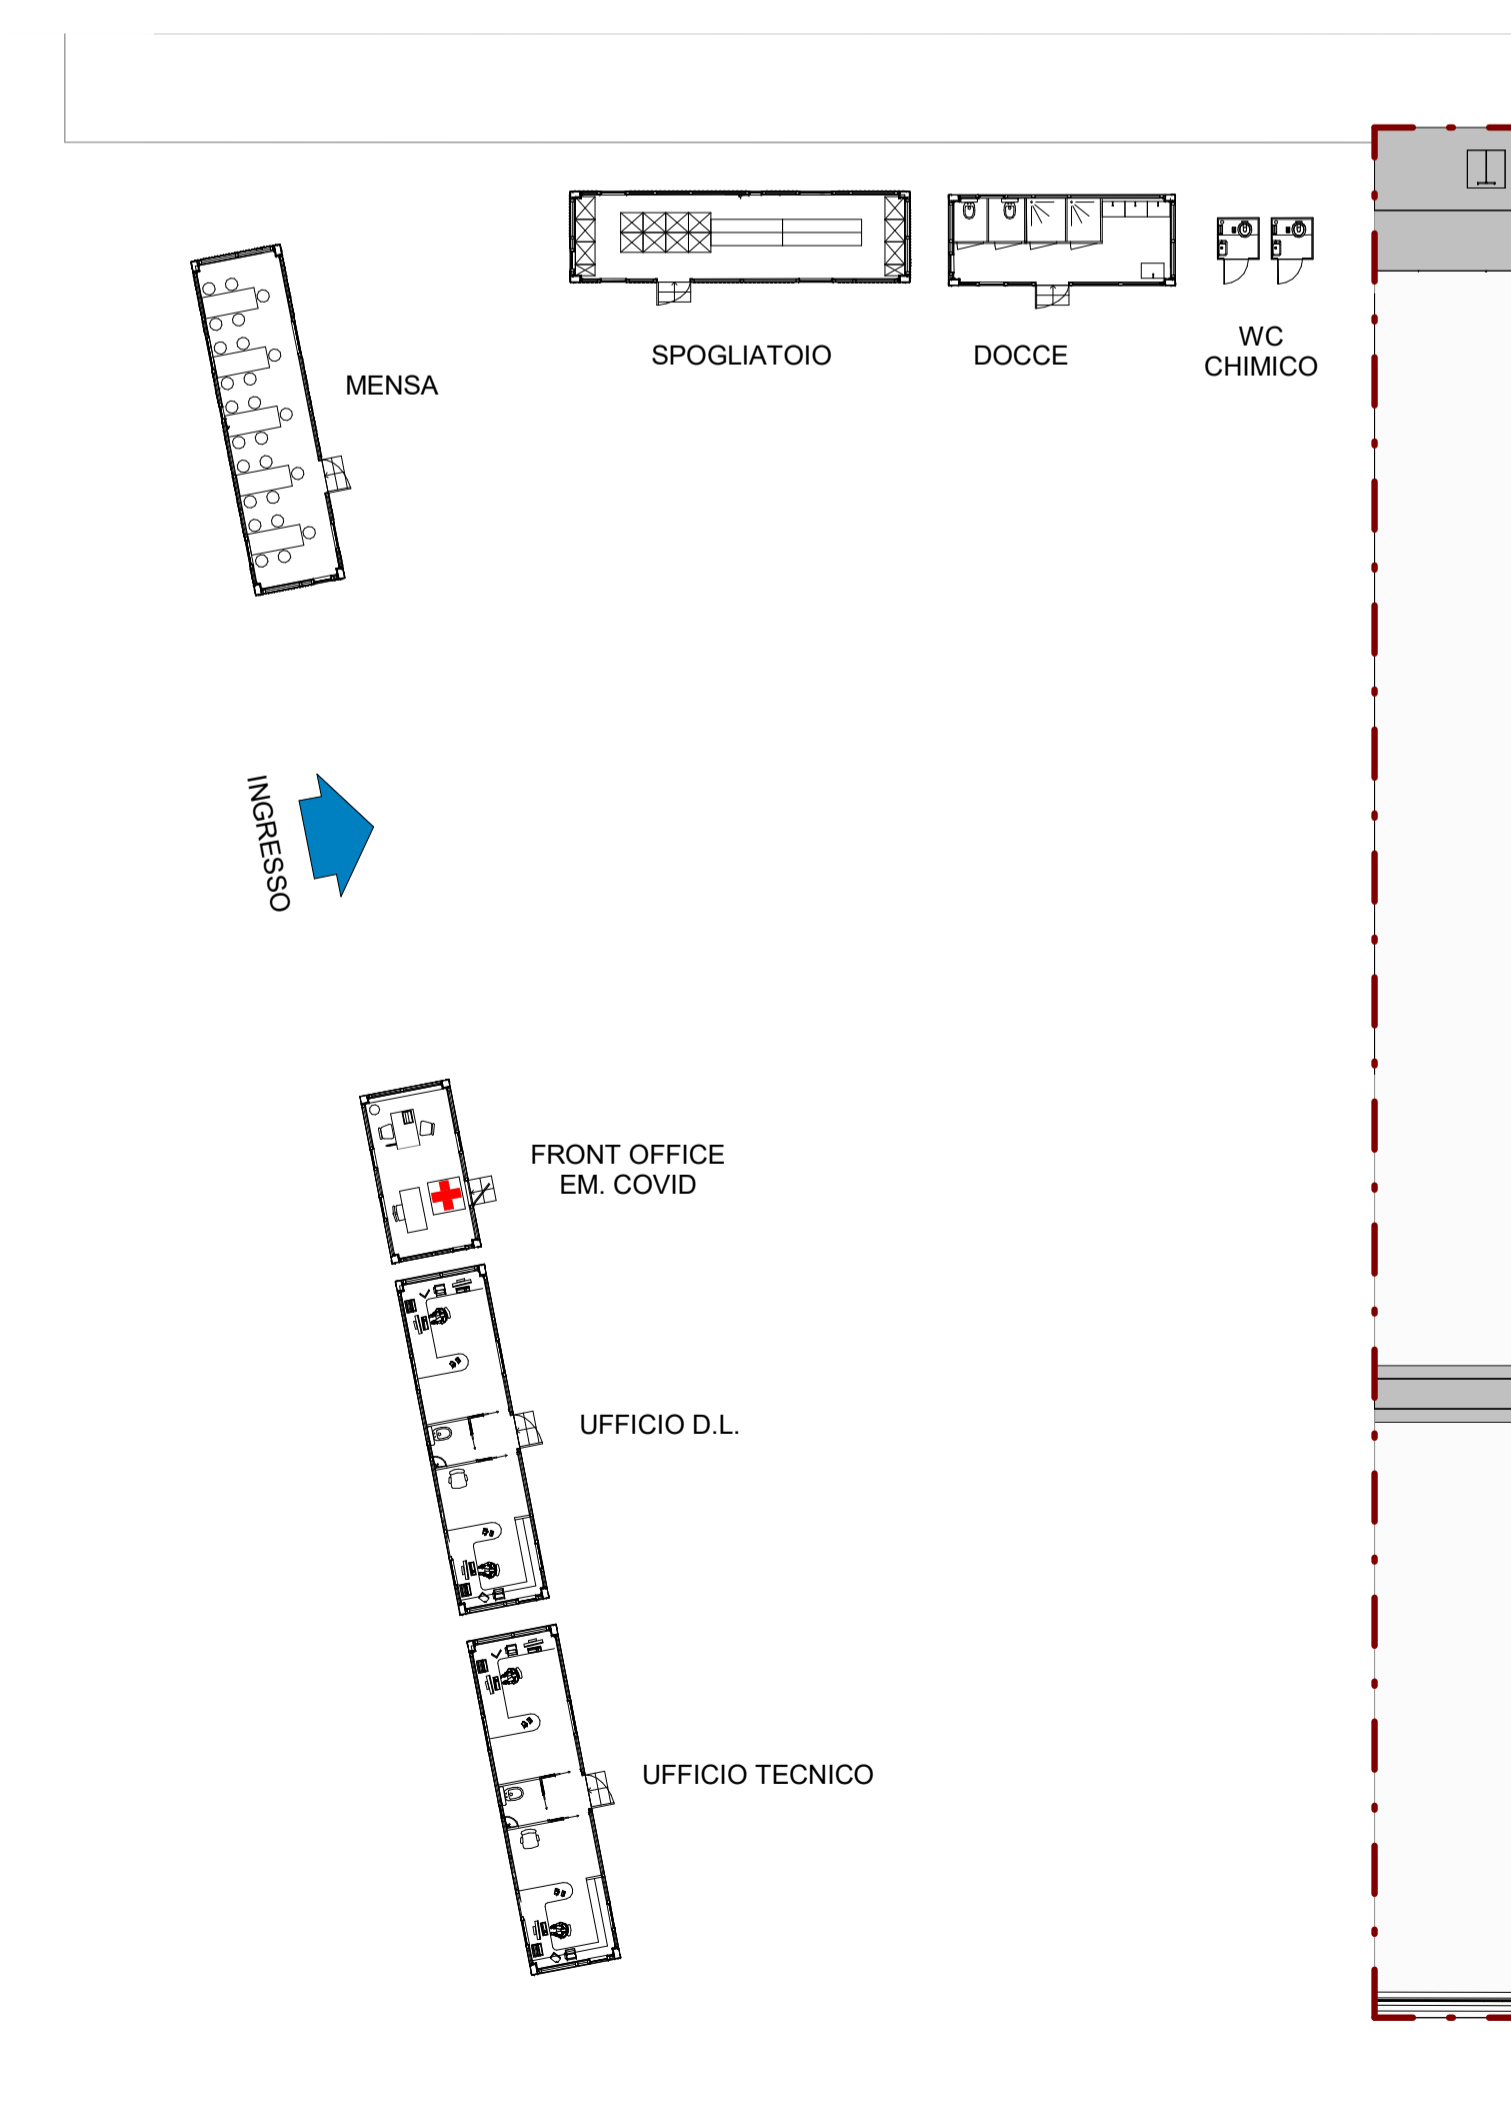 SPOGLIATOIO
DOCCE
WC
CHIMICO
MENSA
INGRESSO
FRONT OFFICE
EM. COVID
UFFICIO D.L.
UFFICIO TECNICO